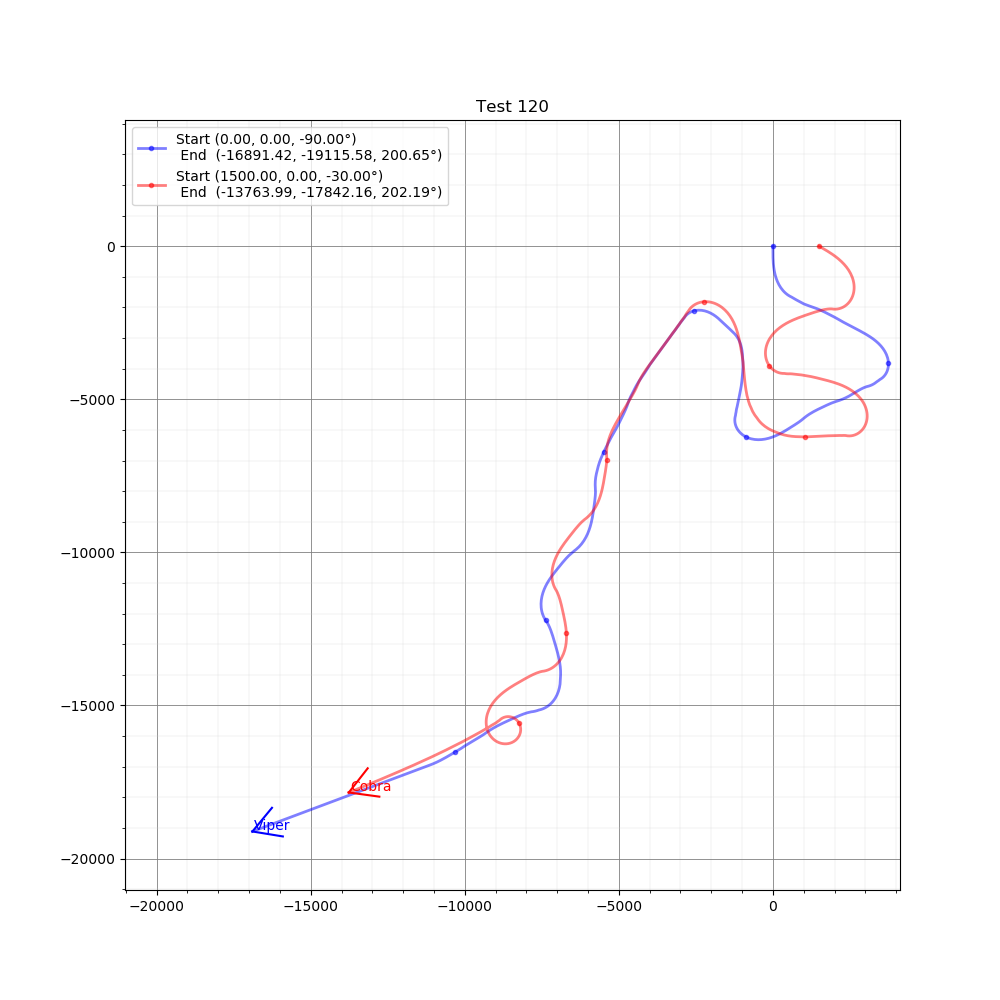 Test 120
Start (0.00, 0.00, -90.00°)
End (-16891.42, -19115.58, 200.65°)
Start (1500.00, 0.00, -30.00°)
End (-13763.99, -17842.16, 202.19°)
0
−5000
−10000
−15000
−20000
Cobra
Viper
−20000 −15000 −10000 −5000 0